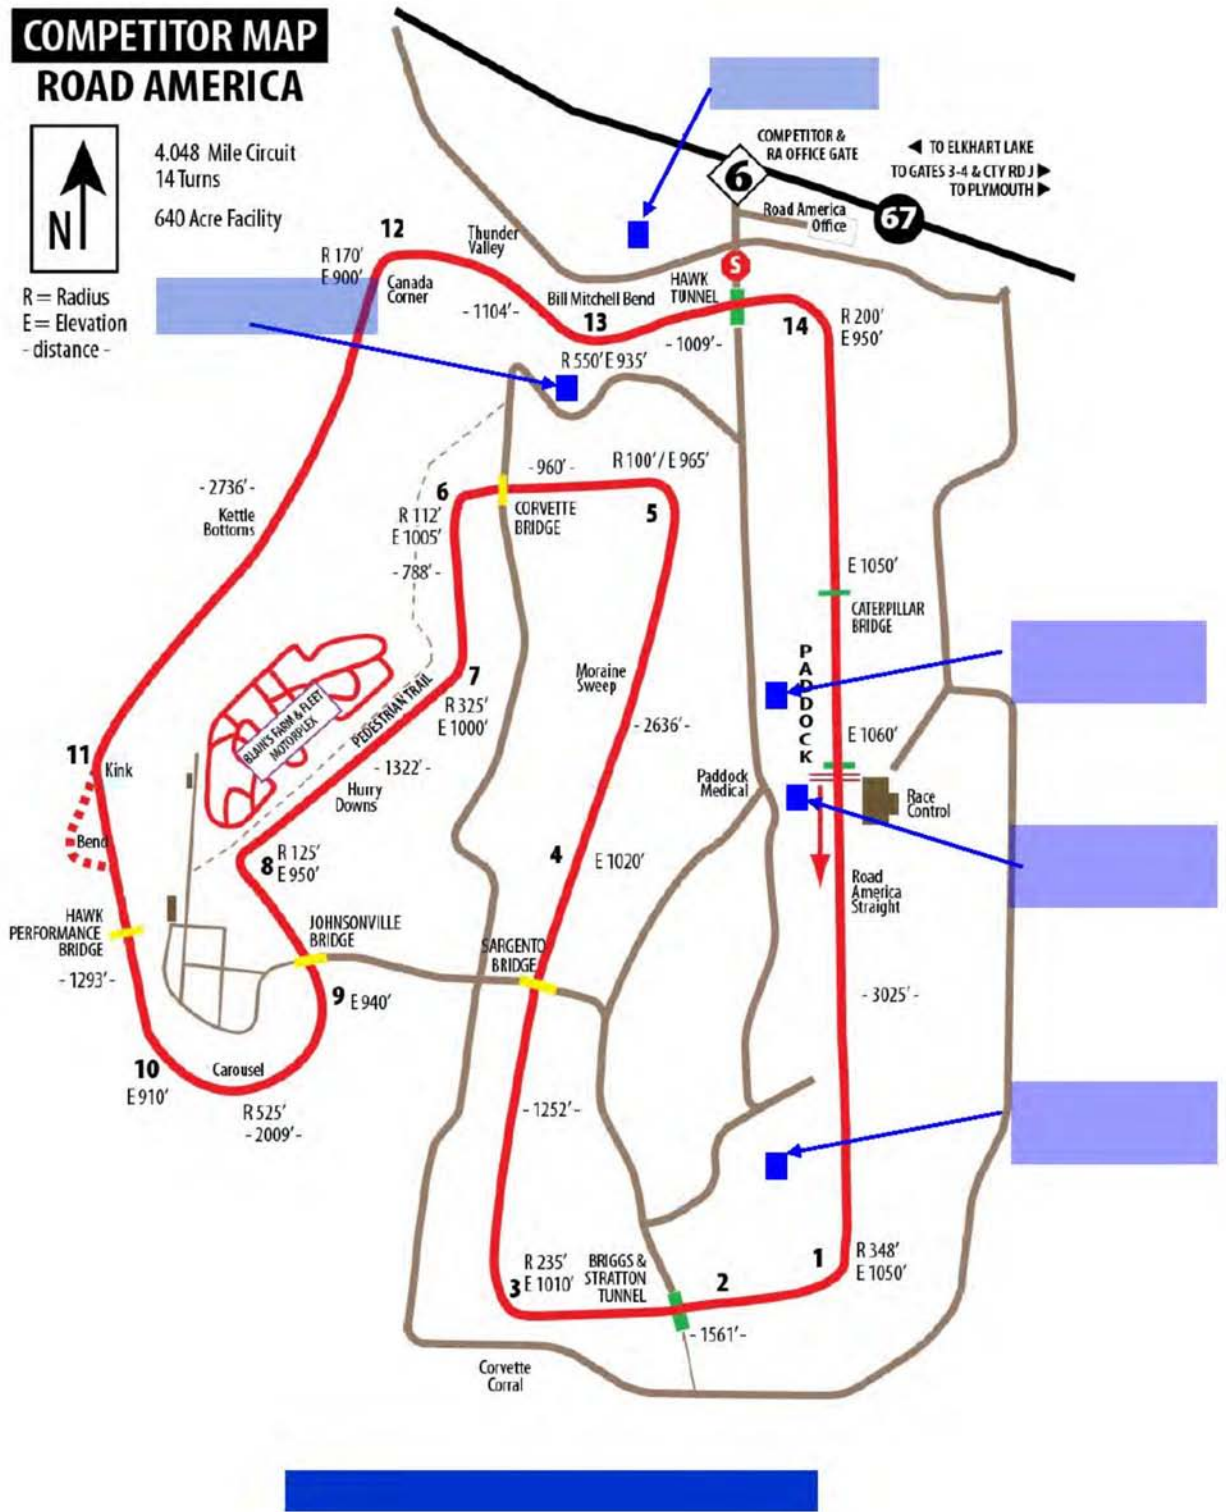 COMPETITOR MAP
ROAD AMERICA
N
4.048 Mile Circuit
14 Turns
640 Acre Facility
R = Radius
E = Elevation
- distance -
COMPETITOR &
RA OFFICE GATE
6
TO ELKHART LAKE
TO GATES 3-4 & CTY RD J
TO PLYMOUTH
67
Road America
Office
S
HAWK
TUNNEL
12
R 170'
E 900'
Canada
Corner
Thunder
Valley
- 1104' -
Bill Mitchell Bend
13
R 550' E 935'
- 1009' -
14
R 200'
E 950'
- 2736' -
Kettle
Bottoms
- 960' -
R 100' / E 965'
6
R 112'
E 1005'
- 788' -
CORVETTE
BRIDGE
5
E 1050'
CATERPILLAR
BRIDGE
PADDOCK
E 1060'
7
R 325'
E 1000'
Moraine
Sweep
- 2636' -
PEDESTRIAN TRAIL
BLAIN'S FARM & FLEET
MOTORPLEX
- 1322' -
Hurry
Downs
11
Kink
Bend
Paddock
Medical
Race
Control
8
R 125'
E 950'
4
E 1020'
Road
America
Straight
HAWK
PERFORMANCE
BRIDGE
- 1293' -
JOHNSONVILLE
BRIDGE
SARGENTO
BRIDGE
9 E 940'
- 3025' -
10
E 910'
Carousel
R 525'
- 2009' -
- 1252' -
3
R 235'
E 1010'
BRIGGS &
STRATTON
TUNNEL
2
1
R 348'
E 1050'
- 1561' -
Corvette
Corral